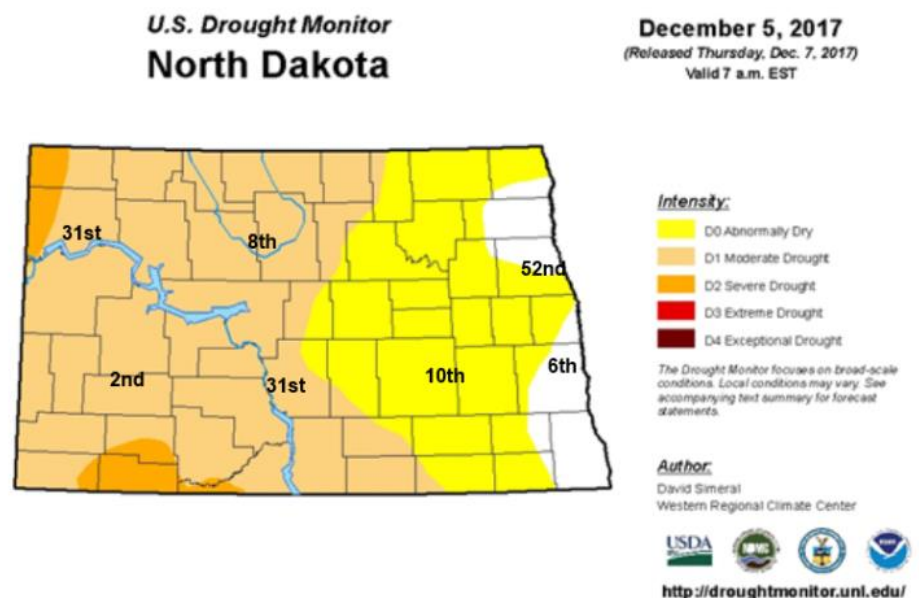 U.S. Drought Monitor
North Dakota
December 5, 2017
(Released Thursday, Dec. 7, 2017)
Valid 7 a.m. EST
31st
8th
52nd
2nd
31st
10th
6th
Intensity:
D0 Abnormally Dry
D1 Moderate Drought
D2 Severe Drought
D3 Extreme Drought
D4 Exceptional Drought
The Drought Monitor focuses on broad-scale
conditions. Local conditions may vary. See
accompanying text summary for forecast
statements.
Author:
David Simeral
Western Regional Climate Center
USDA
http://droughtmonitor.unl.edu/